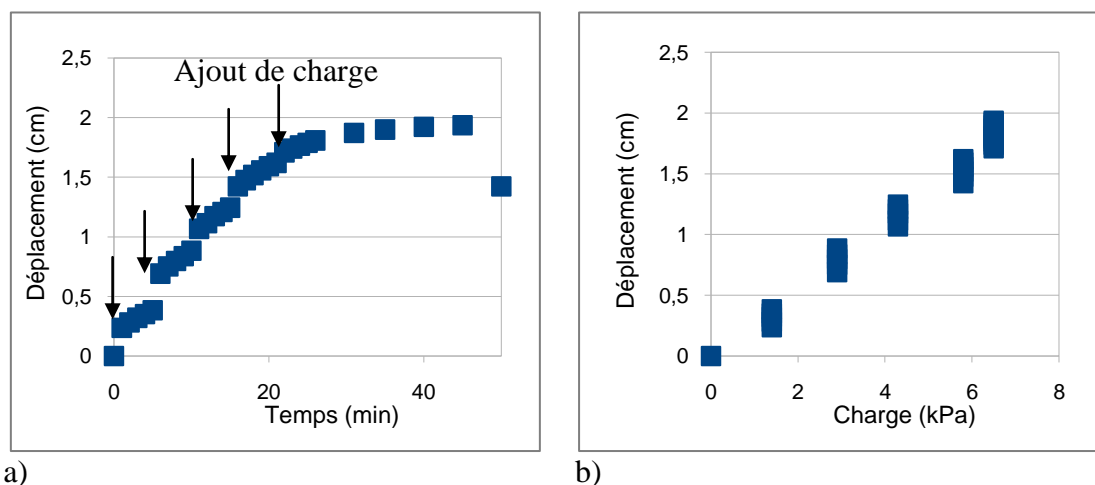 2,5
Ajout de charge
2
1,5
1
0,5
0
0 20 40
Temps (min)
Déplacement (cm)
a)
2,5
2
1,5
1
0,5
0
0 2 4 6 8
Charge (kPa)
Déplacement (cm)
b)